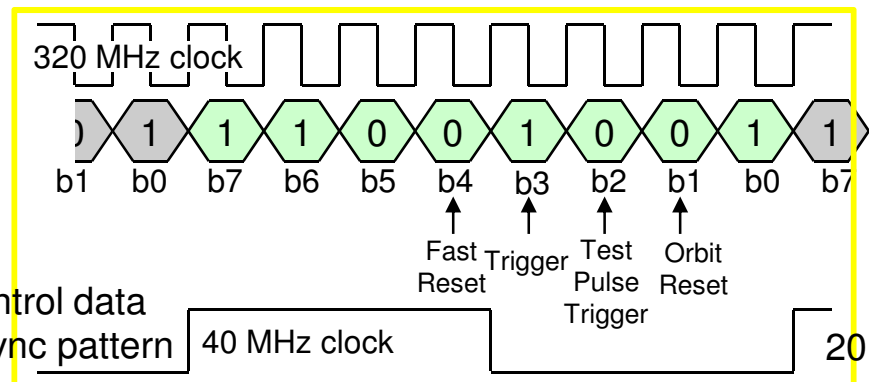 320 MHz clock
1 1 1 0 0 1 0 0 1 1
b1 b0 b7 b6 b5 b4 b3 b2 b1 b0 b7
Fast Reset
Trigger
Test Pulse Trigger
Orbit Reset
ntrol data
ync pattern
40 MHz clock
20